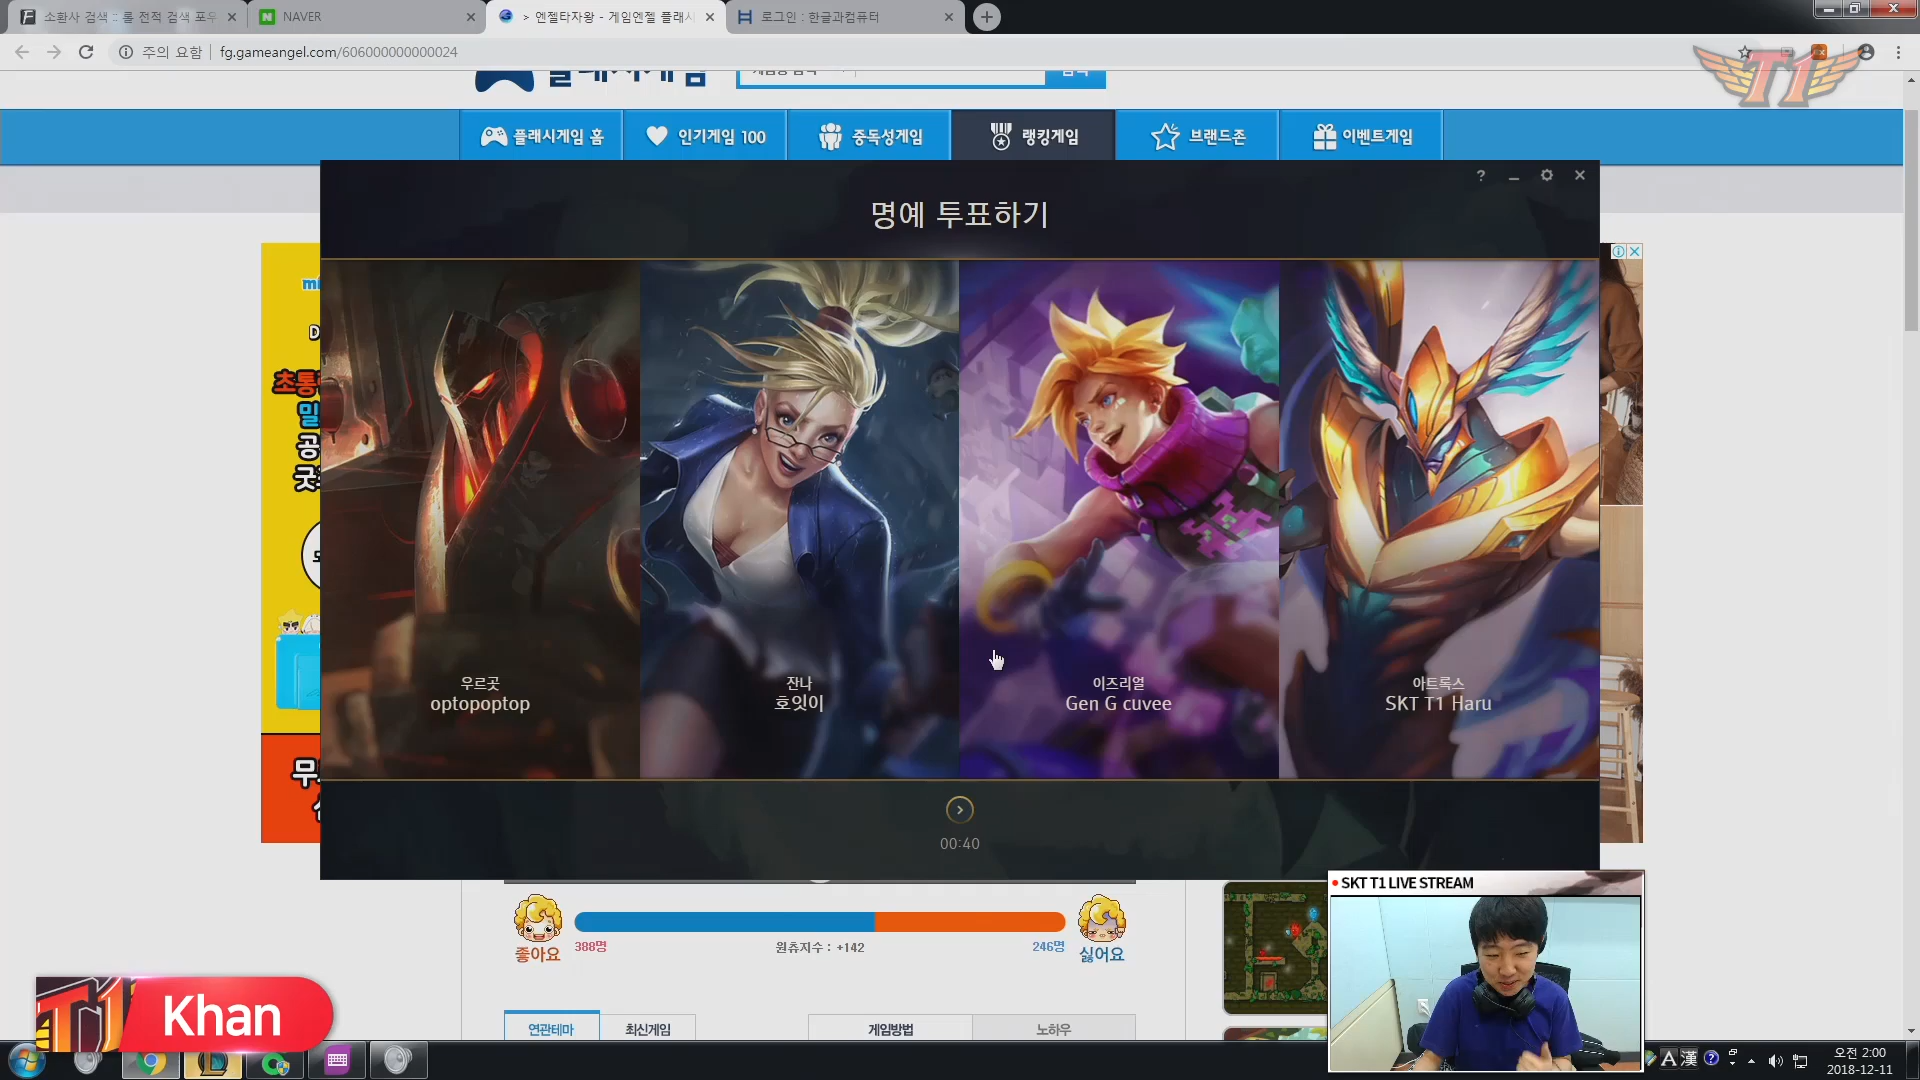 소환사 검색 :: 롤 전적 검색 포우
NAVER
> 엔젤타자왕 - 게임엔젤 플래시
로그인 : 한글과컴퓨터
주의 요함
fg.gameangel.com/606000000000024
T1
플래시게임 홈
인기게임 100
중독성게임
랭킹게임
브랜드존
이벤트게임
명예 투표하기
우르곳
optopoptop
잔나
호잇이
이즈리얼
Gen G cuvee
아트록스
SKT T1 Haru
00:40
SKT T1 LIVE STREAM
좋아요
388명
원츄지수 : +142
246명
싫어요
T1
Khan
연관테마
최신게임
게임방법
노하우
A 漢
오전 2:00
2018-12-11